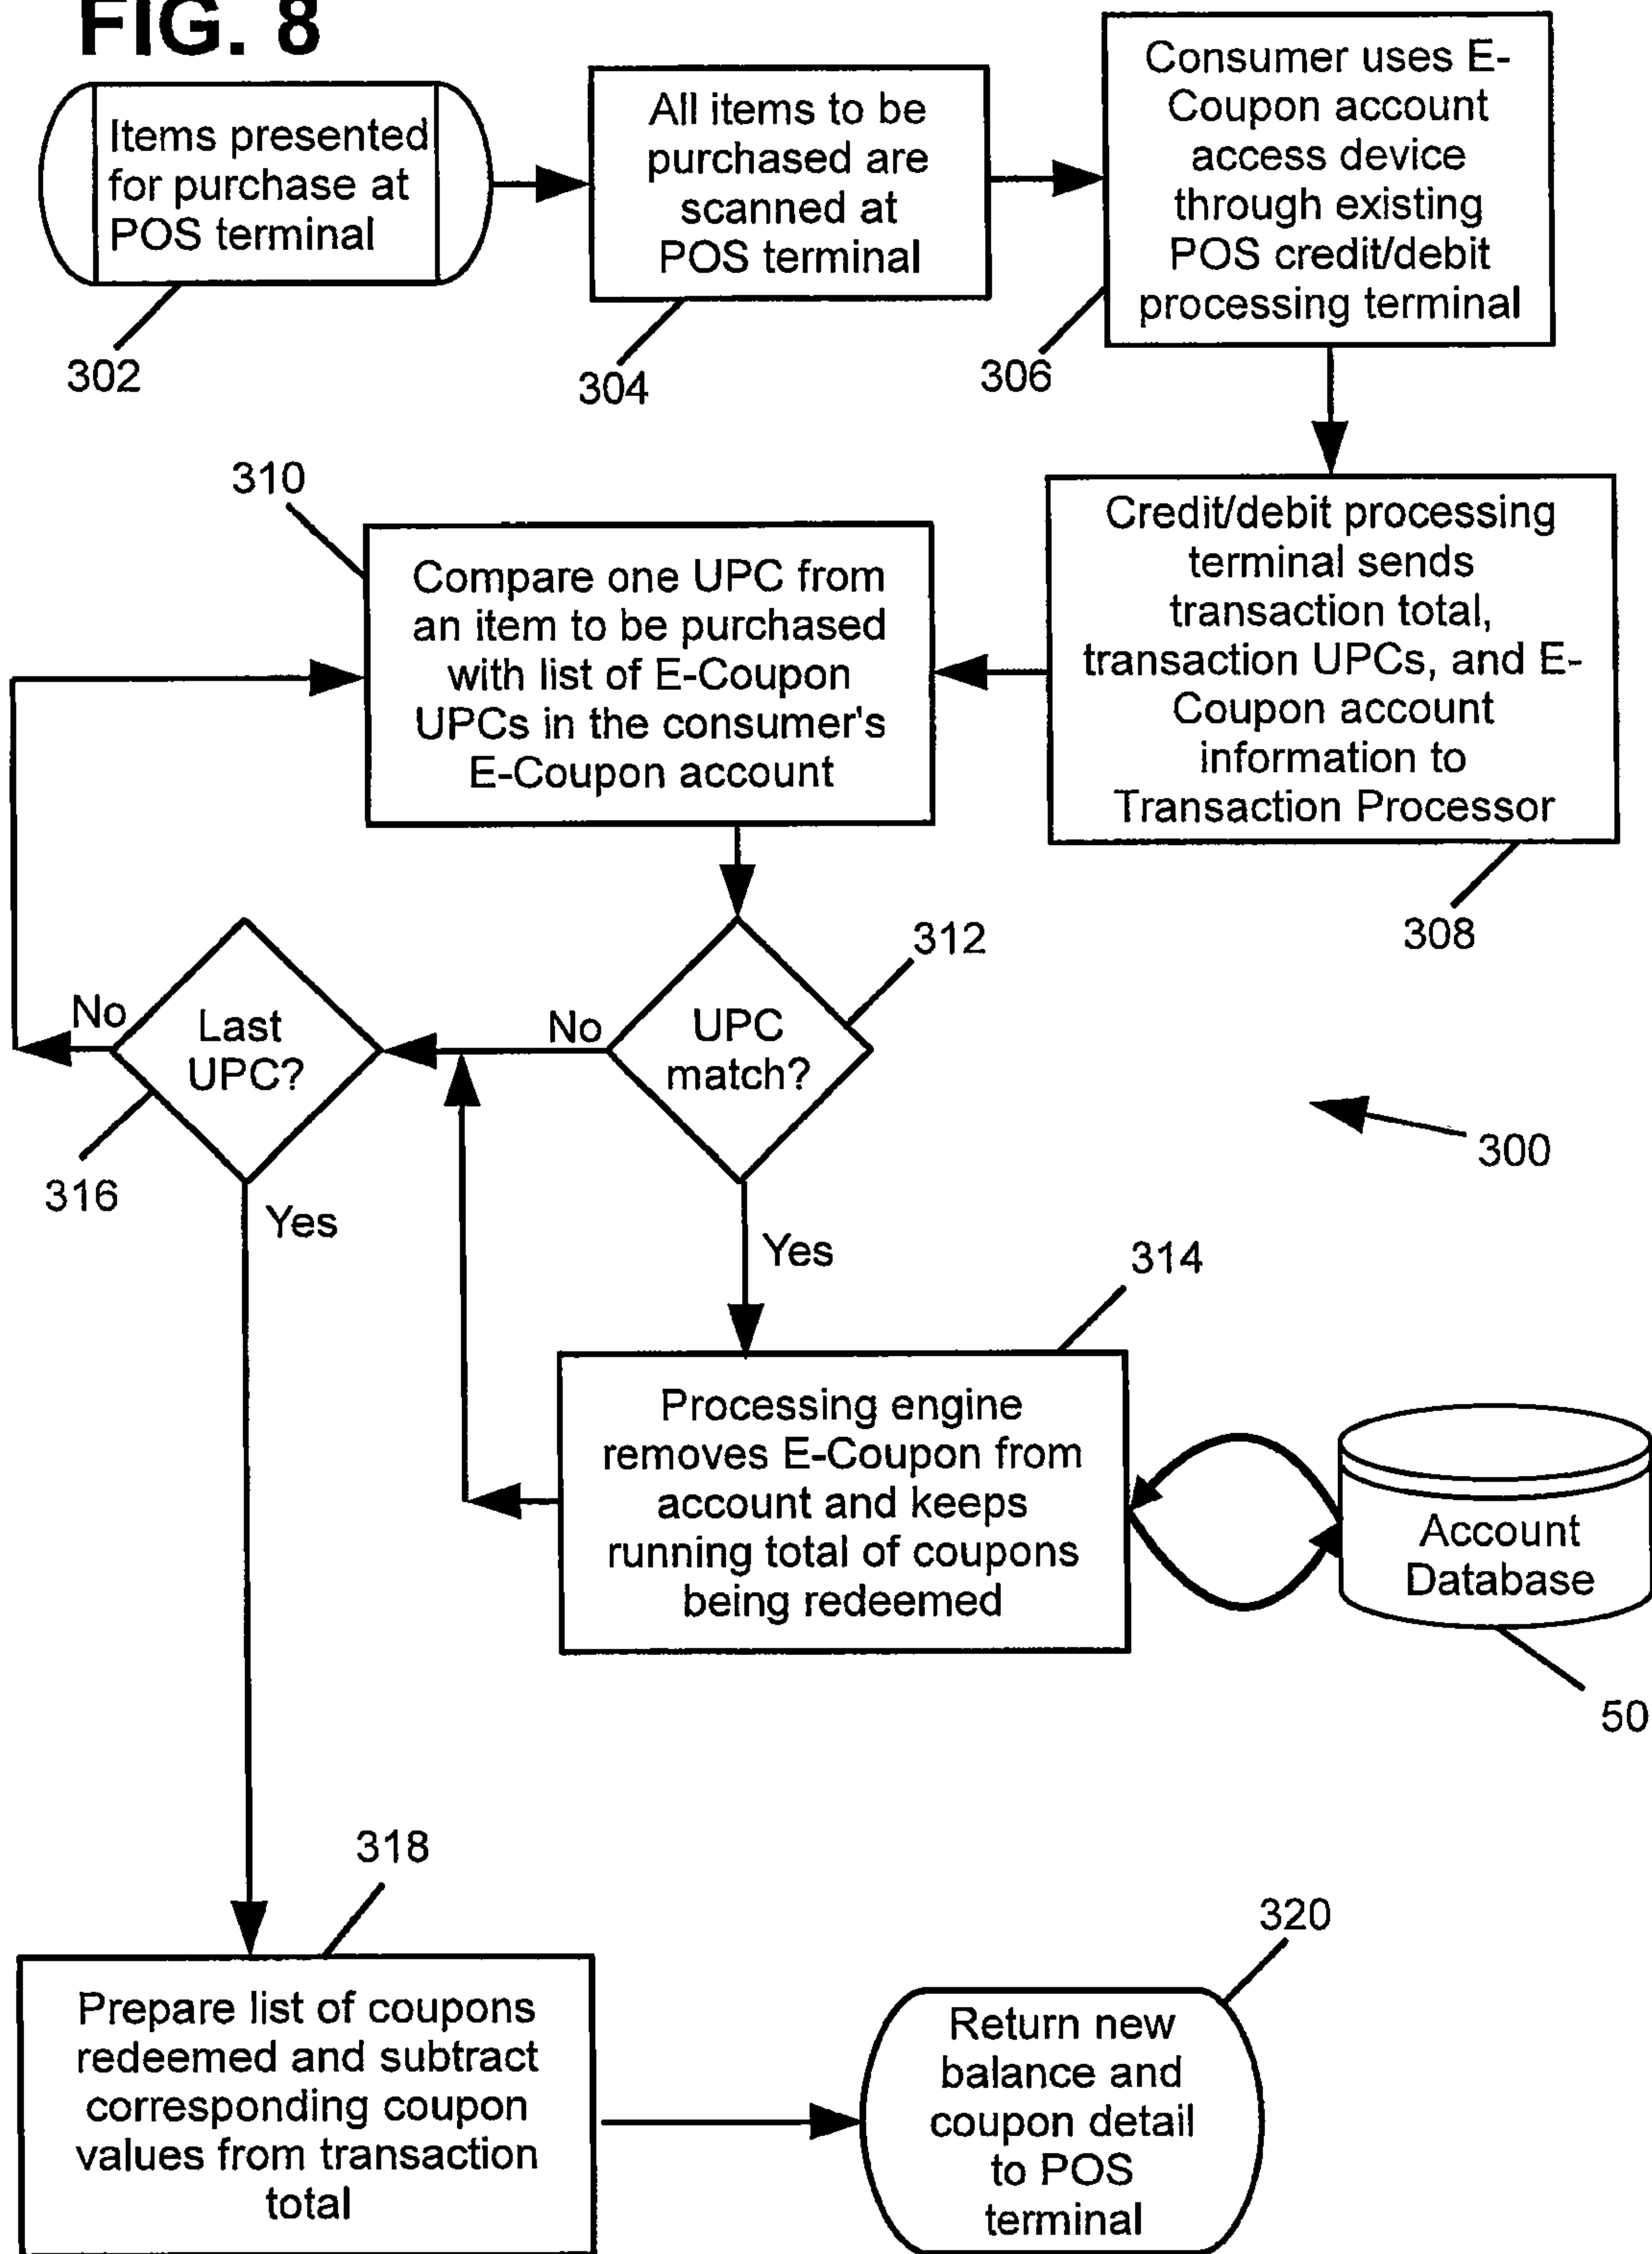 FIG. 8
Items presented
for purchase at
POS terminal
302
All items to be
purchased are
scanned at
POS terminal
304
Consumer uses E-
Coupon account
access device
through existing
POS credit/debit
processing terminal
306
Credit/debit processing
terminal sends
transaction total,
transaction UPCs, and E-
Coupon account
information to
Transaction Processor
308
310
Compare one UPC from
an item to be purchased
with list of E-Coupon
UPCs in the consumer's
E-Coupon account
312
UPC
match?
No
Yes
Last
UPC?
No
316
Yes
300
314
Processing engine
removes E-Coupon from
account and keeps
running total of coupons
being redeemed
Account
Database
50
318
Prepare list of coupons
redeemed and subtract
corresponding coupon
values from transaction
total
320
Return new
balance and
coupon detail
to POS
terminal